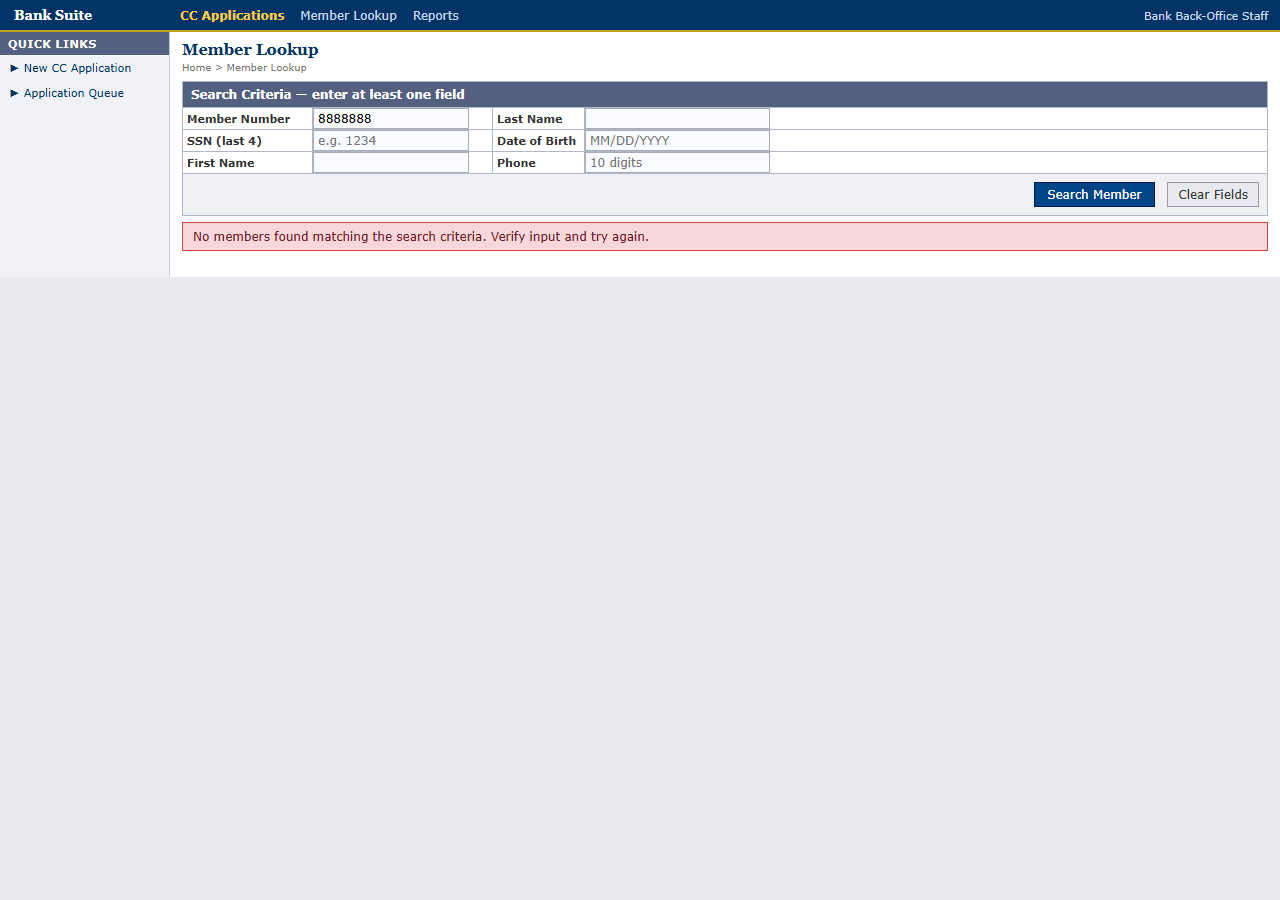 Bank Suite CC Applications Member Lookup Reports Bank Back-Office Staff
QUICK LINKS
► New CC Application
► Application Queue
Member Lookup
Home > Member Lookup
Search Criteria — enter at least one field
Member Number 8888888 Last Name
SSN (last 4) e.g. 1234 Date of Birth MM/DD/YYYY
First Name Phone 10 digits
Search Member Clear Fields
No members found matching the search criteria. Verify input and try again.